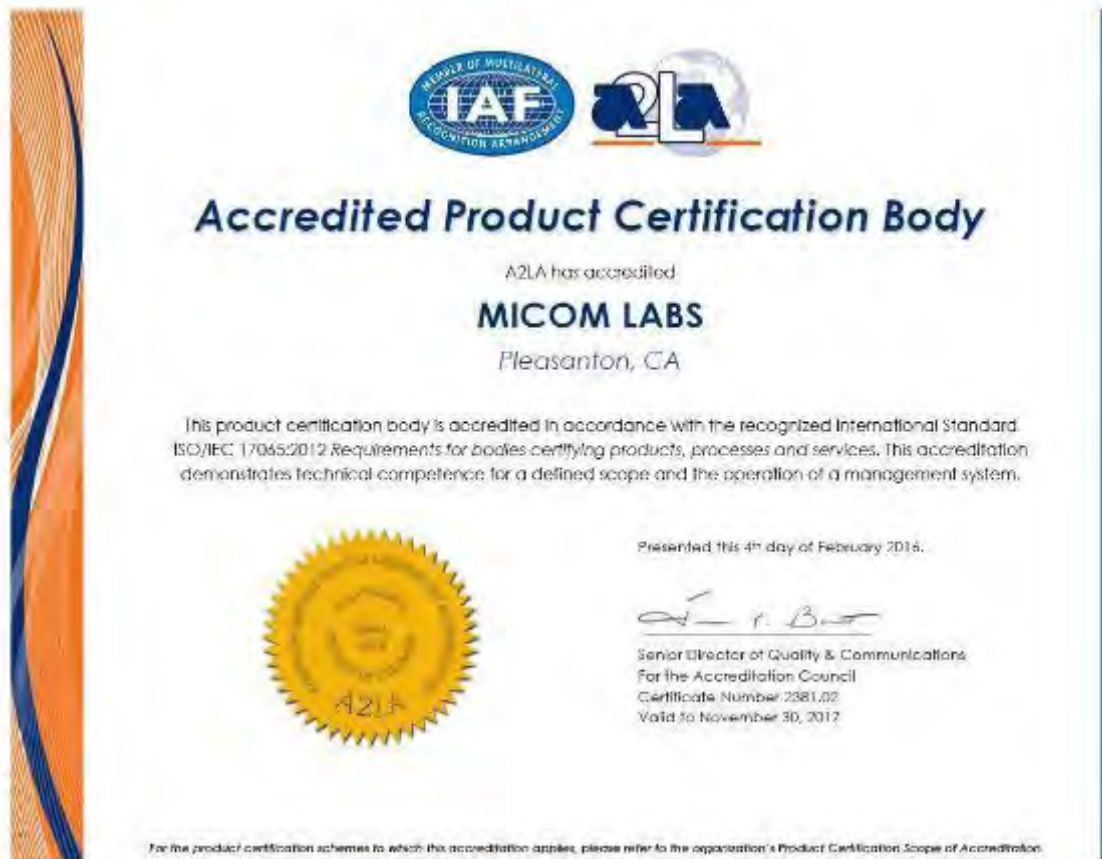 MEMBER OF MULTILATERAL
IAF
RECOGNITION ARRANGEMENT
a2La
Accredited Product Certification Body
A2LA has accredited
MICOM LABS
Pleasanton, CA
This product certification body is accredited in accordance with the recognized International Standard
ISO/IEC 17065:2012 Requirements for bodies certifying products, processes and services. This accreditation
demonstrates technical competence for a defined scope and the operation of a management system.
Presented this 4th day of February 2016.
Senior Director of Quality & Communications
For the Accreditation Council
Certificate Number 2381.02
Valid to November 30, 2017
A2LA
For the product certification schemes to which this accreditation applies, please refer to the organization's Product Certification Scope of Accreditation